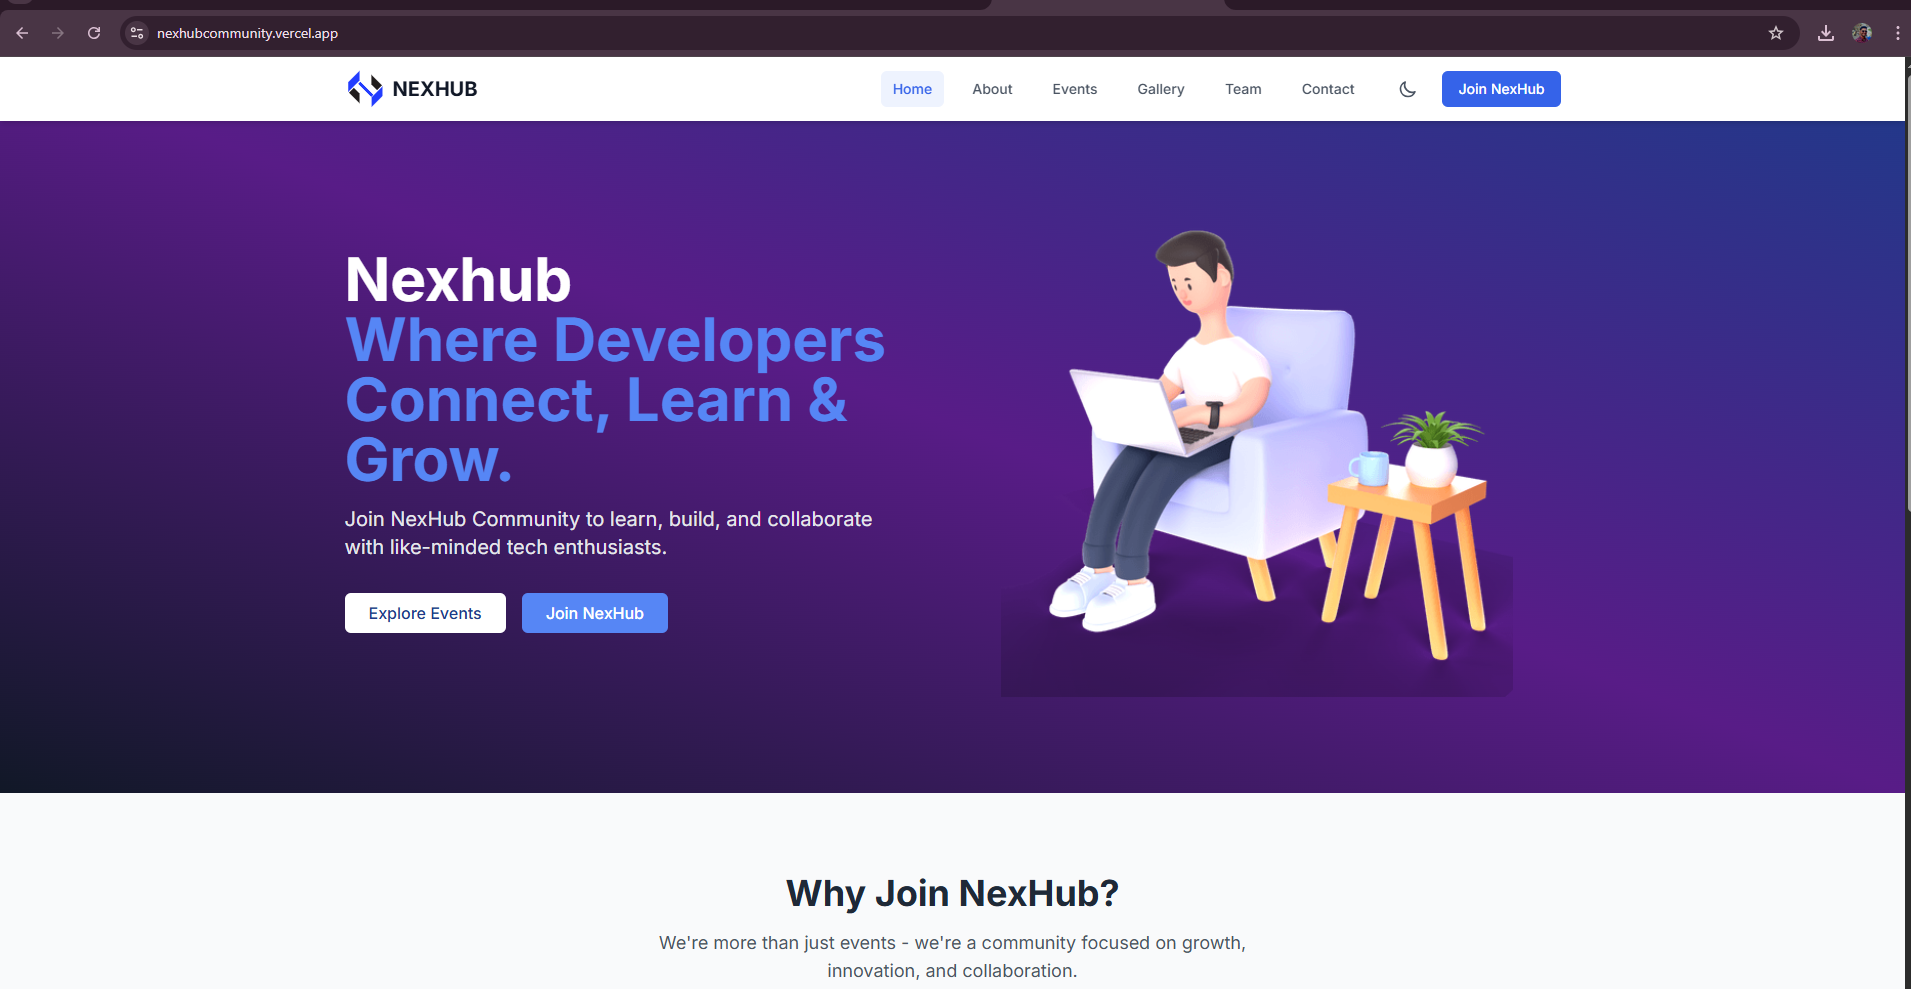 nexhubcommunity.vercel.app
NEXHUB
Home
About
Events
Gallery
Team
Contact
Join NexHub
Nexhub
Where Developers
Connect, Learn &
Grow.
Join NexHub Community to learn, build, and collaborate
with like-minded tech enthusiasts.
Explore Events
Join NexHub
Why Join NexHub?
We're more than just events - we're a community focused on growth,
innovation, and collaboration.